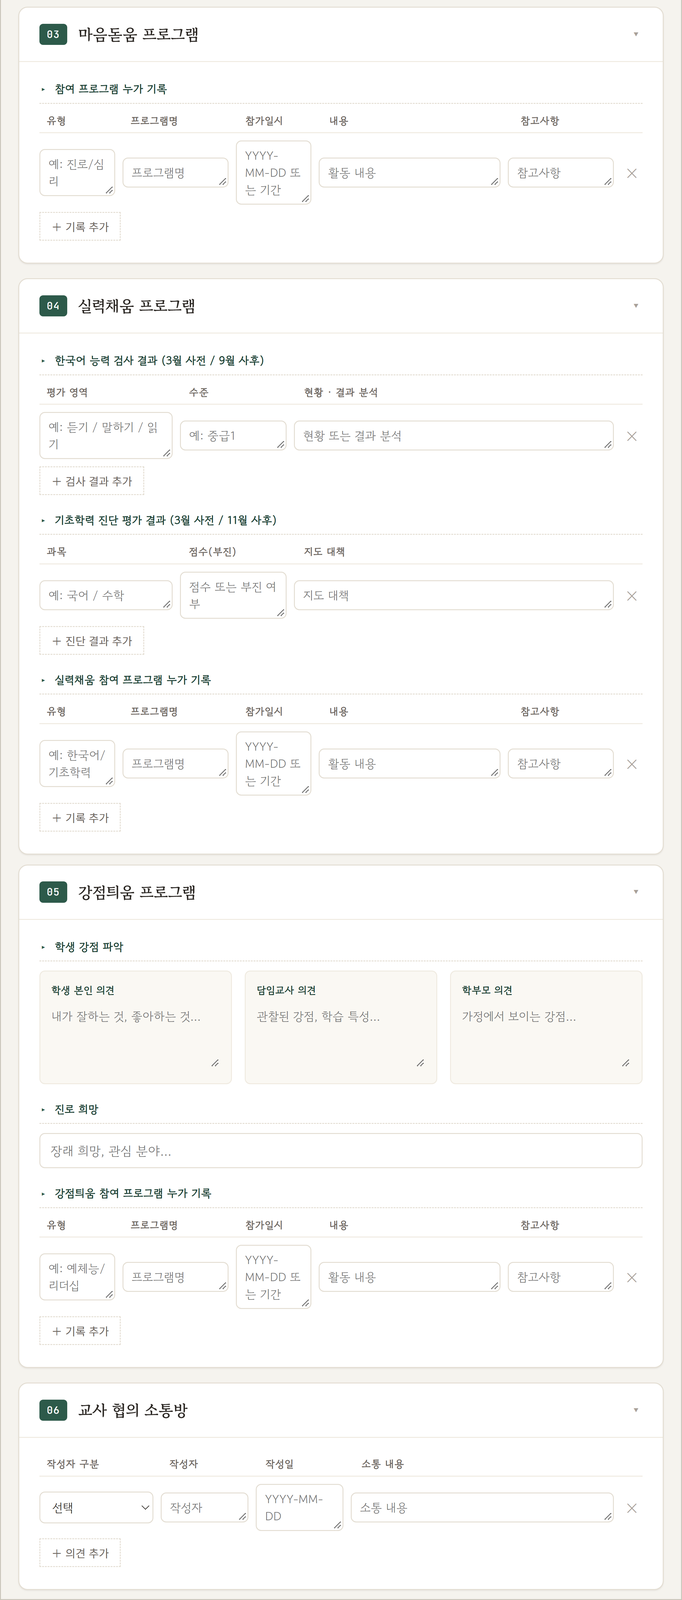 03 마음돋움 프로그램 ▼
▸ 참여 프로그램 누가 기록
유형 프로그램명 참가일시 내용 참고사항
예: 진로/심
리
프로그램명
YYYY-
MM-DD 또
는 기간
활동 내용
참고사항
×
+ 기록 추가
04 실력채움 프로그램 ▼
▸ 한국어 능력 검사 결과 (3월 사전 / 9월 사후)
평가 영역 수준 현황 · 결과 분석
예: 듣기 / 말하기 / 읽
기
예: 중급1
현황 또는 결과 분석
×
+ 검사 결과 추가
▸ 기초학력 진단 평가 결과 (3월 사전 / 11월 사후)
과목 점수(부진) 지도 대책
예: 국어 / 수학
점수 또는 부진 여
부
지도 대책
×
+ 진단 결과 추가
▸ 실력채움 참여 프로그램 누가 기록
유형 프로그램명 참가일시 내용 참고사항
예: 한국어/
기초학력
프로그램명
YYYY-
MM-DD 또
는 기간
활동 내용
참고사항
×
+ 기록 추가
05 강점틔움 프로그램 ▼
▸ 학생 강점 파악
학생 본인 의견
내가 잘하는 것, 좋아하는 것...
담임교사 의견
관찰된 강점, 학습 특성...
학부모 의견
가정에서 보이는 강점...
▸ 진로 희망
장래 희망, 관심 분야...
▸ 강점틔움 참여 프로그램 누가 기록
유형 프로그램명 참가일시 내용 참고사항
예: 예체능/
리더십
프로그램명
YYYY-
MM-DD 또
는 기간
활동 내용
참고사항
×
+ 기록 추가
06 교사 협의 소통방 ▼
작성자 구분 작성자 작성일 소통 내용
선택
작성자
YYYY-MM-
DD
소통 내용
×
+ 의견 추가